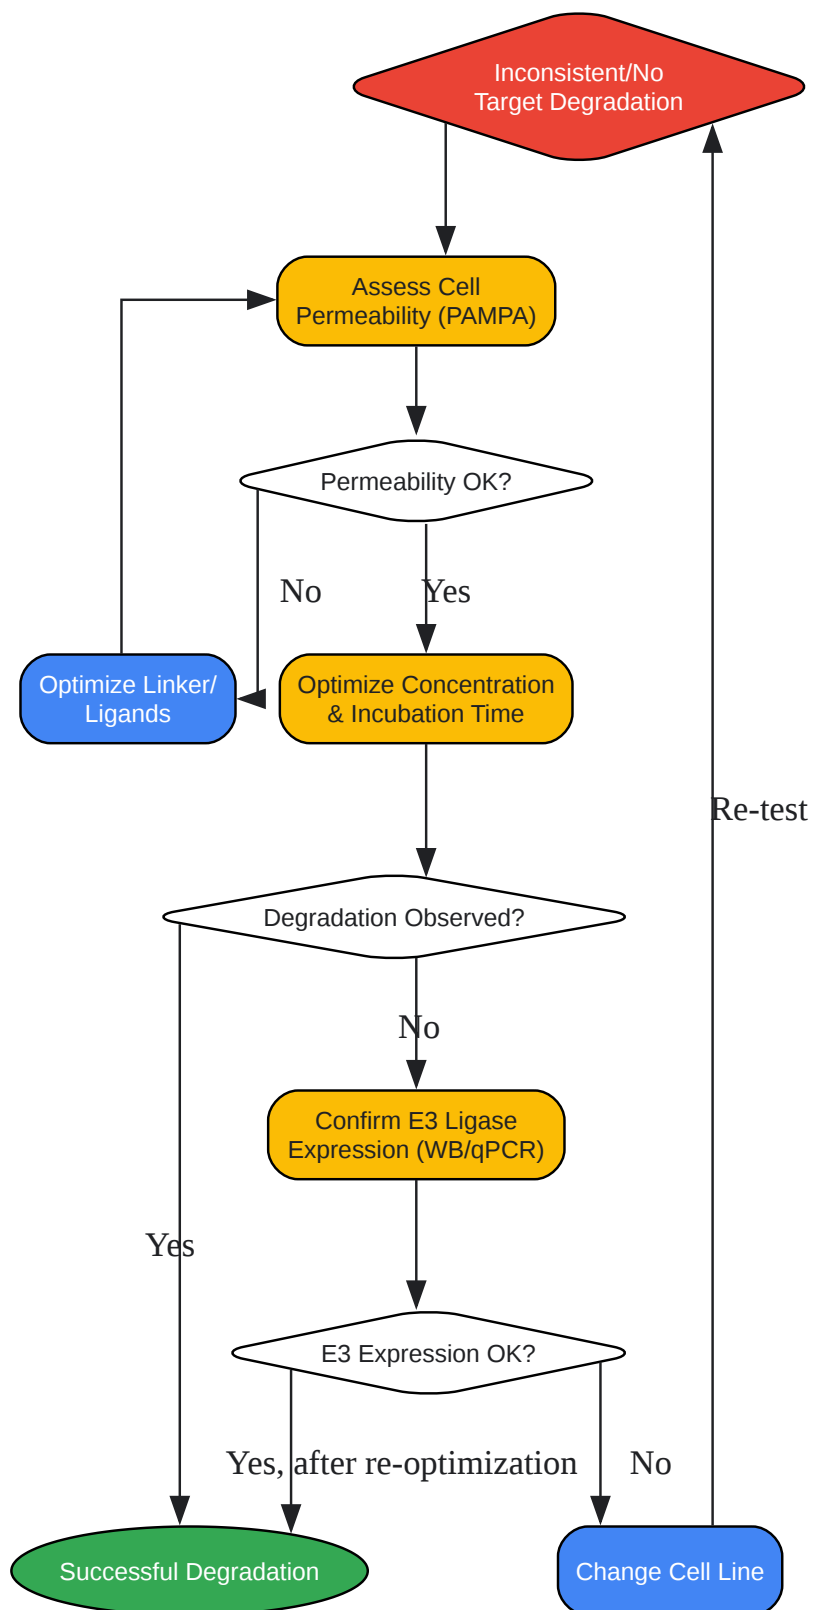 Inconsistent/No
Target Degradation
Assess Cell
Permeability (PAMPA)
Permeability OK?
No
Yes
Optimize Linker/
Ligands
Optimize Concentration
& Incubation Time
Re-test
Degradation Observed?
No
Confirm E3 Ligase
Expression (WB/qPCR)
Yes
E3 Expression OK?
Yes, after re-optimization
No
Successful Degradation
Change Cell Line